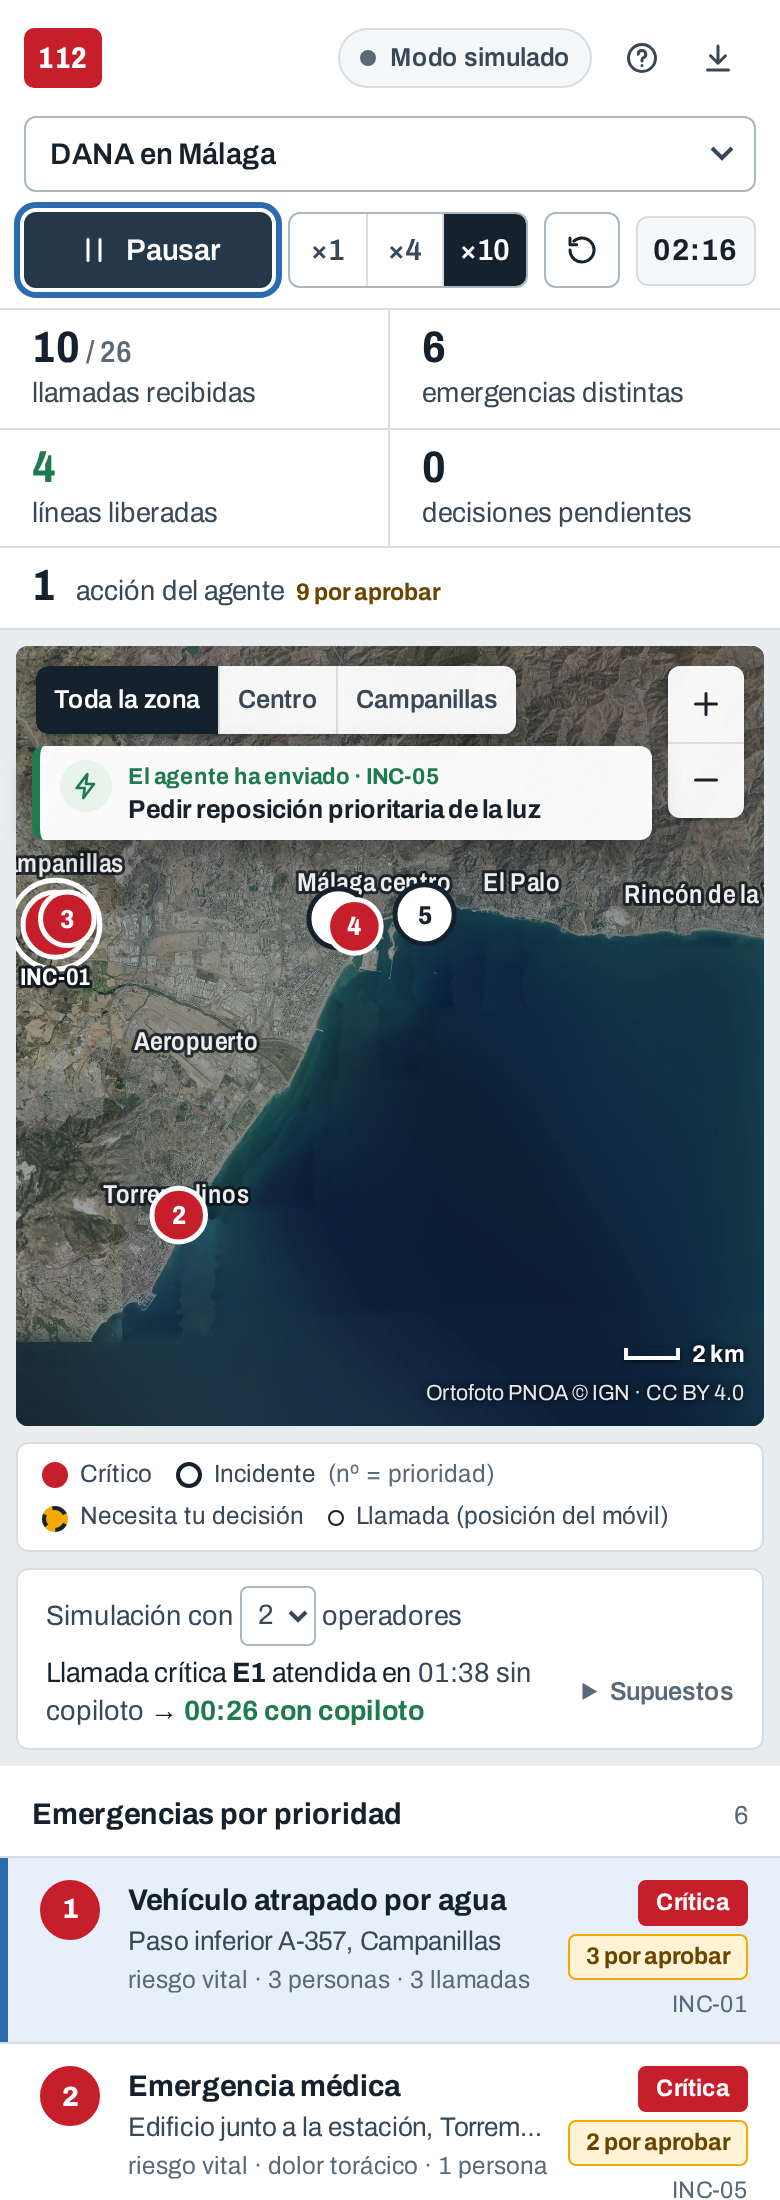 112
Modo simulado
DANA en Málaga
Pausar
×1
×4
×10
02:16
10 / 26
llamadas recibidas
6
emergencias distintas
4
líneas liberadas
0
decisiones pendientes
1 acción del agente 9 por aprobar
Toda la zona
Centro
Campanillas
+
El agente ha enviado · INC-05
Pedir reposición prioritaria de la luz
−
mpanillas
Málaga centro
El Palo
Rincón de la
3
4
5
INC-01
Aeropuerto
2
2 km
Ortofoto PNOA © IGN · CC BY 4.0
Crítico
Incidente (nº = prioridad)
Necesita tu decisión
Llamada (posición del móvil)
Simulación con 2 operadores
Llamada crítica E1 atendida en 01:38 sin
copiloto → 00:26 con copiloto
Supuestos
Emergencias por prioridad
6
1
Vehículo atrapado por agua
Paso inferior A-357, Campanillas
riesgo vital · 3 personas · 3 llamadas
Crítica
3 por aprobar
INC-01
2
Emergencia médica
Edificio junto a la estación, Torrem...
riesgo vital · dolor torácico · 1 persona
Crítica
2 por aprobar
INC-05